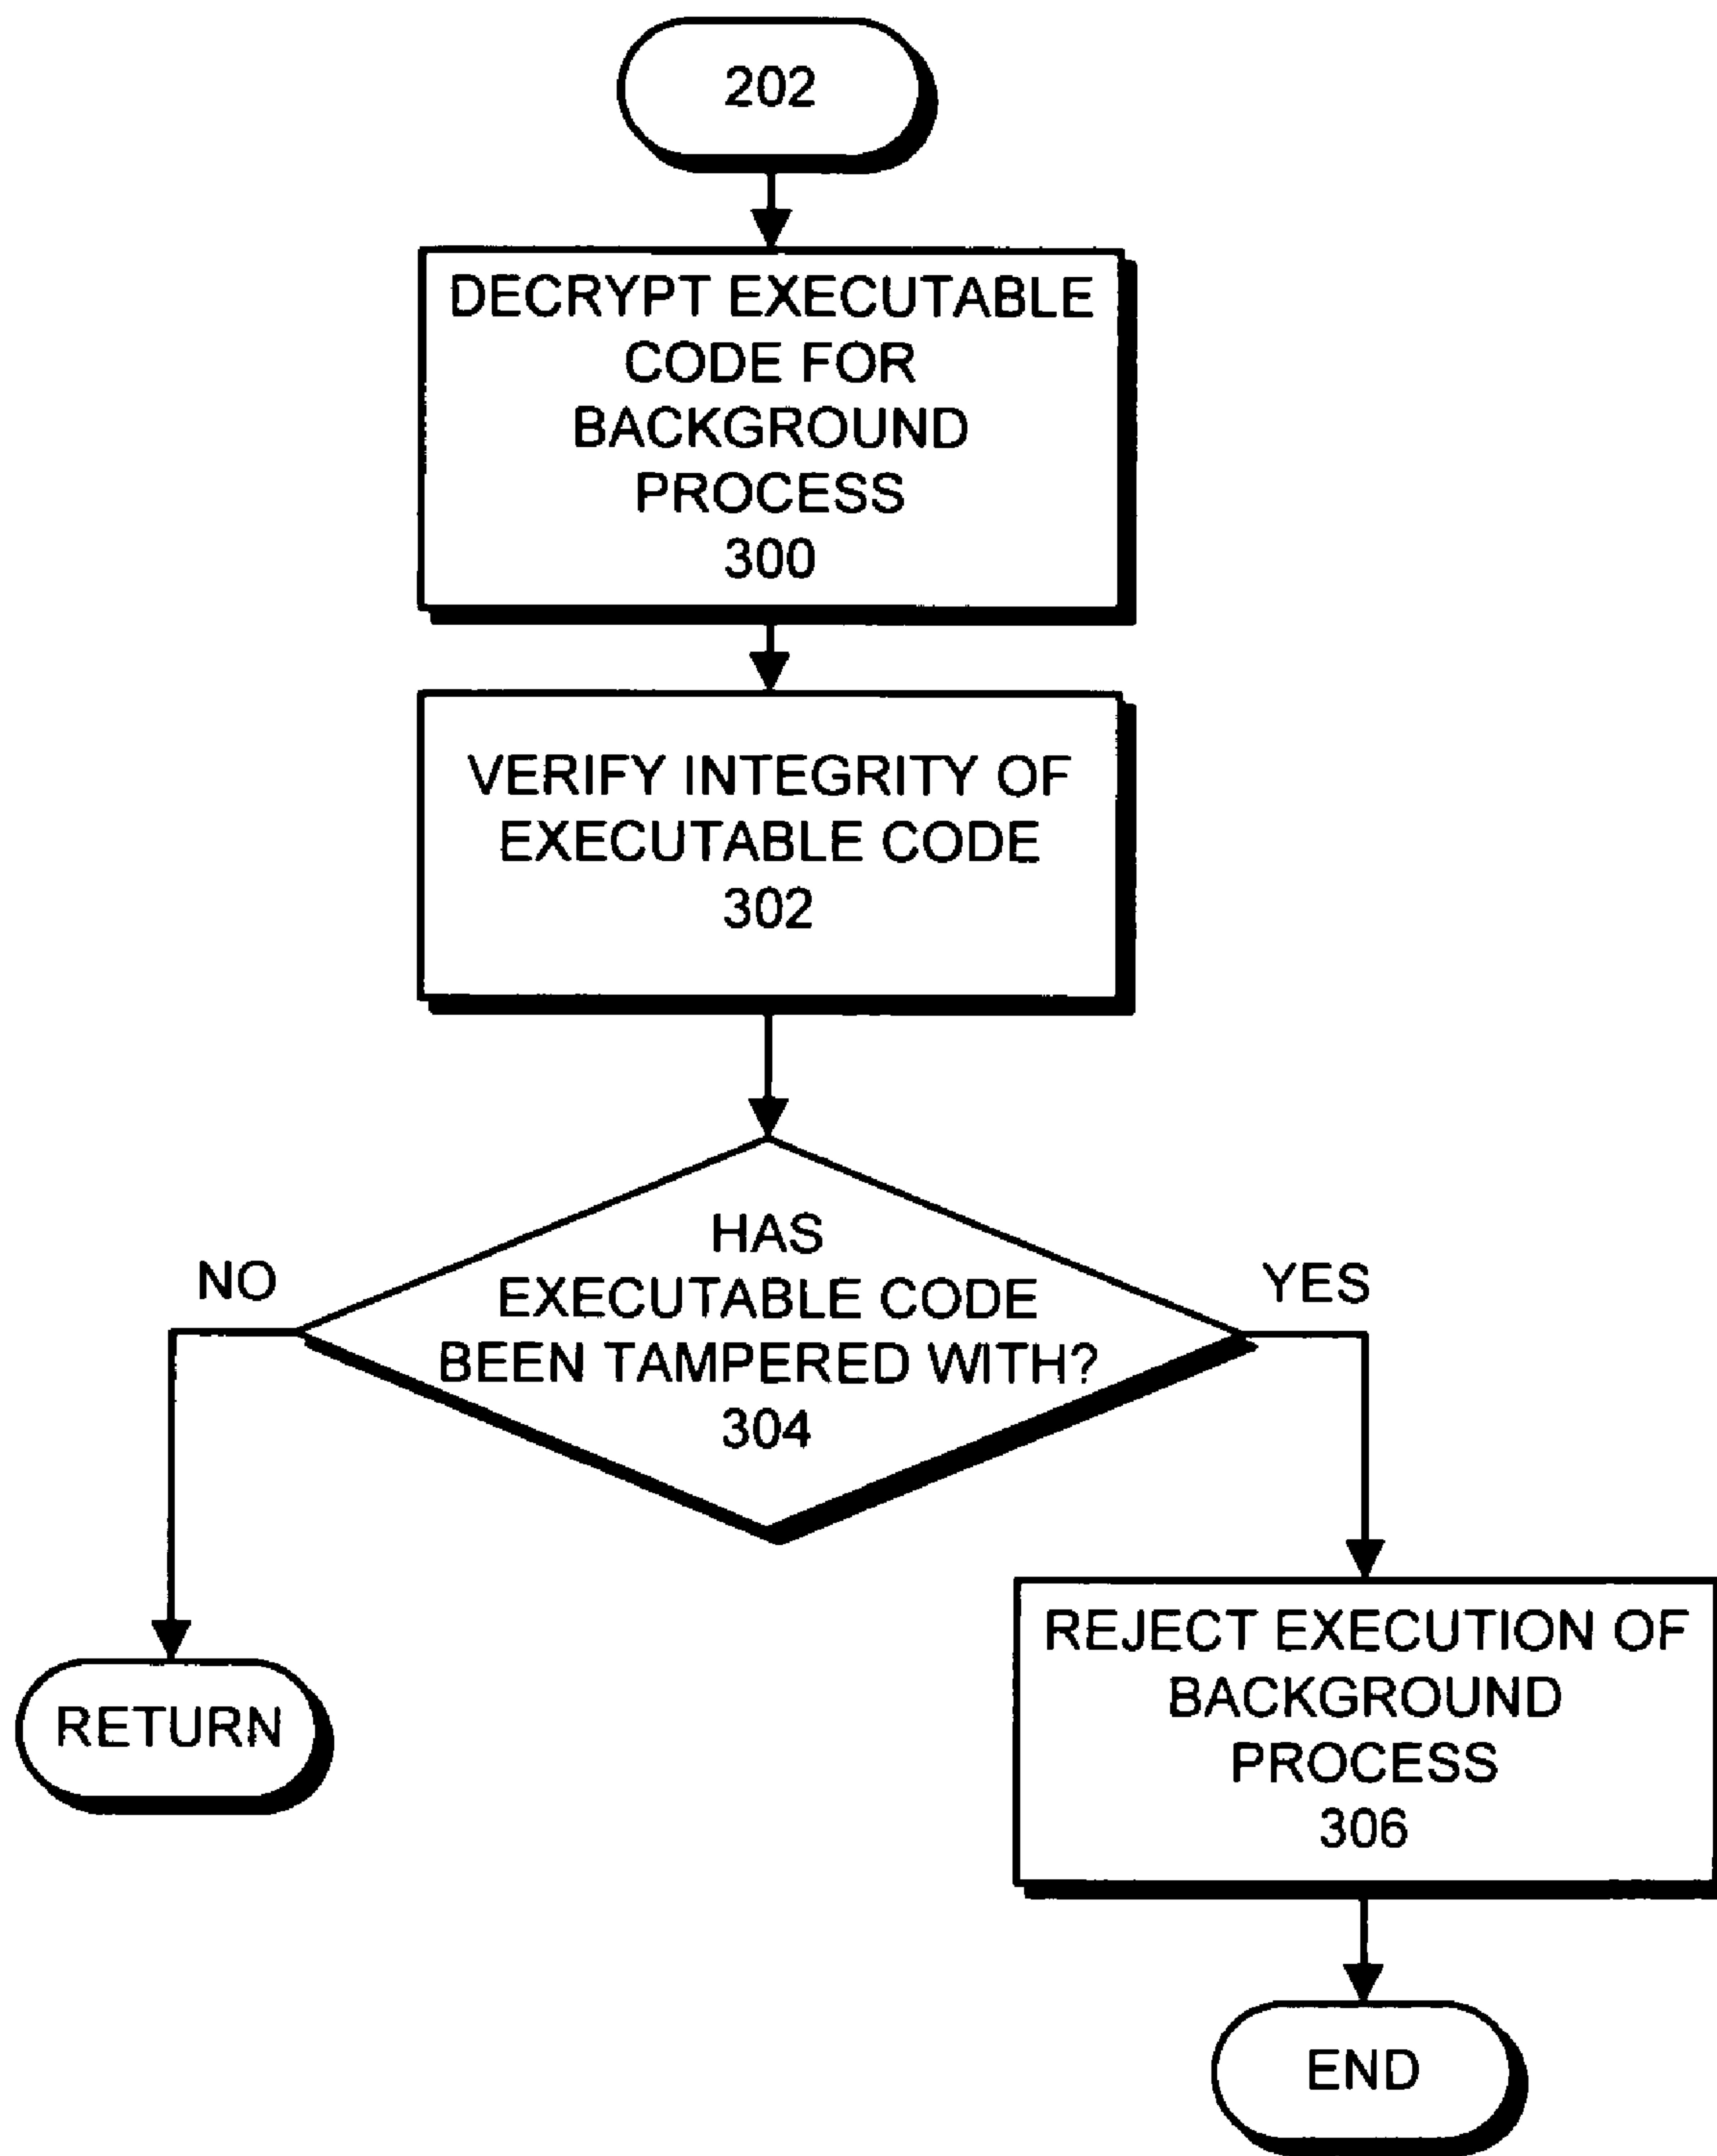 202
DECRYPT EXECUTABLE
CODE FOR
BACKGROUND
PROCESS
300
VERIFY INTEGRITY OF
EXECUTABLE CODE
302
HAS
EXECUTABLE CODE
BEEN TAMPERED WITH?
304
NO
YES
RETURN
REJECT EXECUTION OF
BACKGROUND
PROCESS
306
END